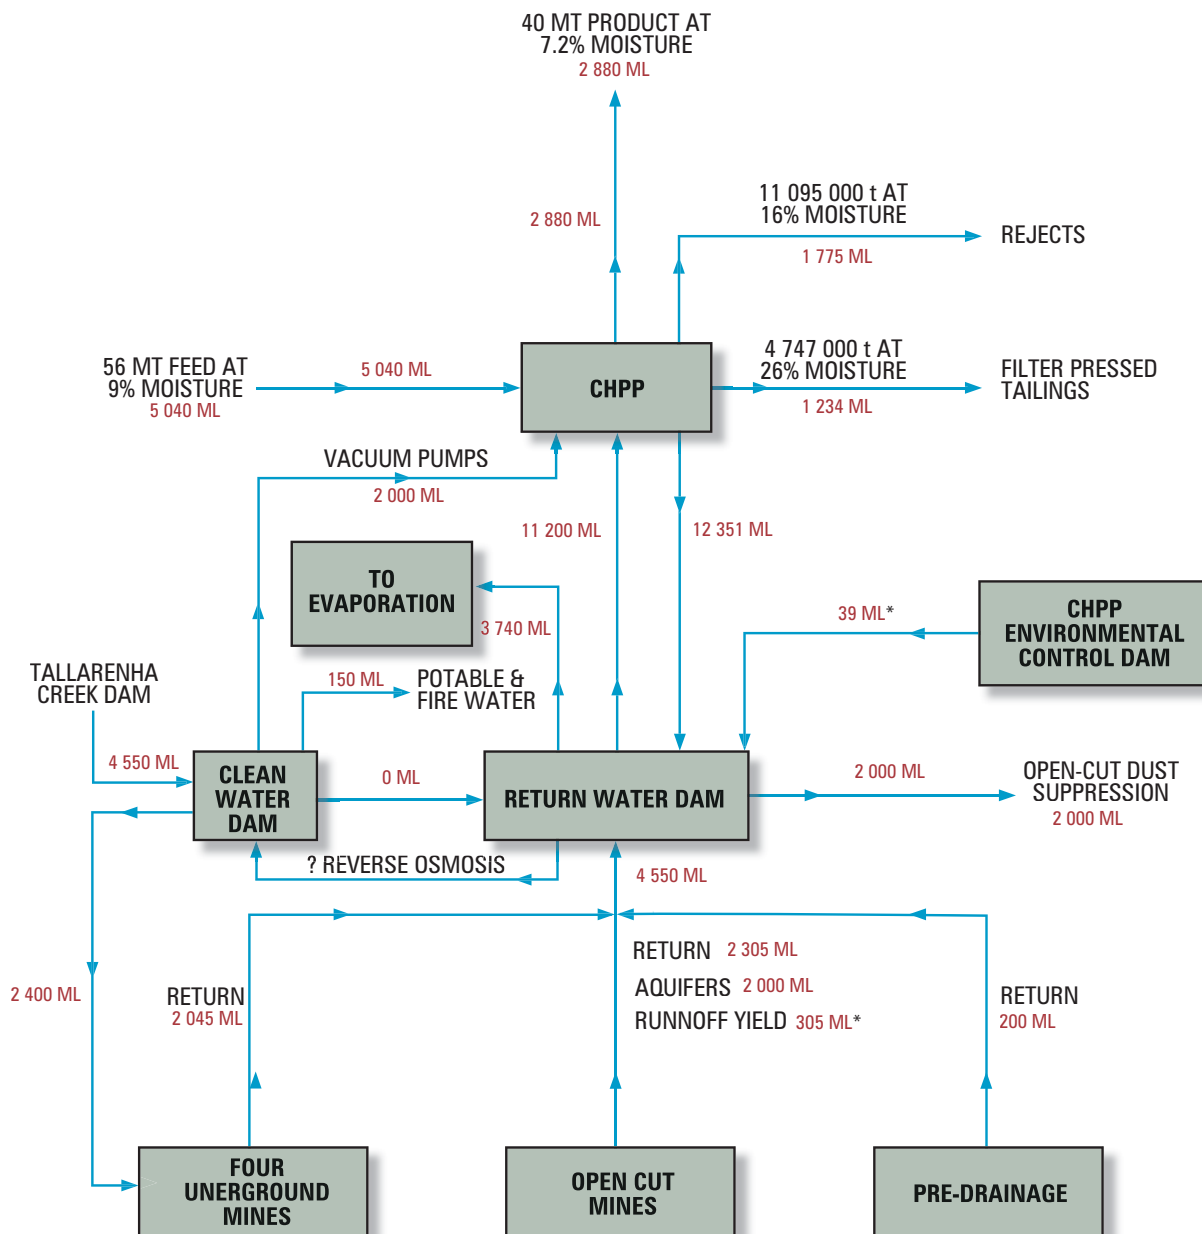 40 MT PRODUCT AT
7.2% MOISTURE
2 880 ML
2 880 ML
11 095 000 t AT
16% MOISTURE
1 775 ML
REJECTS
56 MT FEED AT
9% MOISTURE
5 040 ML
5 040 ML
CHPP
4 747 000 t AT
26% MOISTURE
1 234 ML
FILTER PRESSED
TAILINGS
VACUUM PUMPS
2 000 ML
11 200 ML
12 351 ML
TO
EVAPORATION
3 740 ML
39 ML*
CHPP
ENVIRONMENTAL
CONTROL DAM
TALLARENHA
CREEK DAM
150 ML
POTABLE &
FIRE WATER
4 550 ML
CLEAN
WATER
DAM
0 ML
RETURN WATER DAM
2 000 ML
OPEN-CUT DUST
SUPPRESSION
2 000 ML
? REVERSE OSMOSIS
4 550 ML
2 400 ML
RETURN
2 045 ML
RETURN 2 305 ML
AQUIFERS 2 000 ML
RUNNOFF YIELD 305 ML*
RETURN
200 ML
FOUR
UNERGROUND
MINES
OPEN CUT
MINES
PRE-DRAINAGE